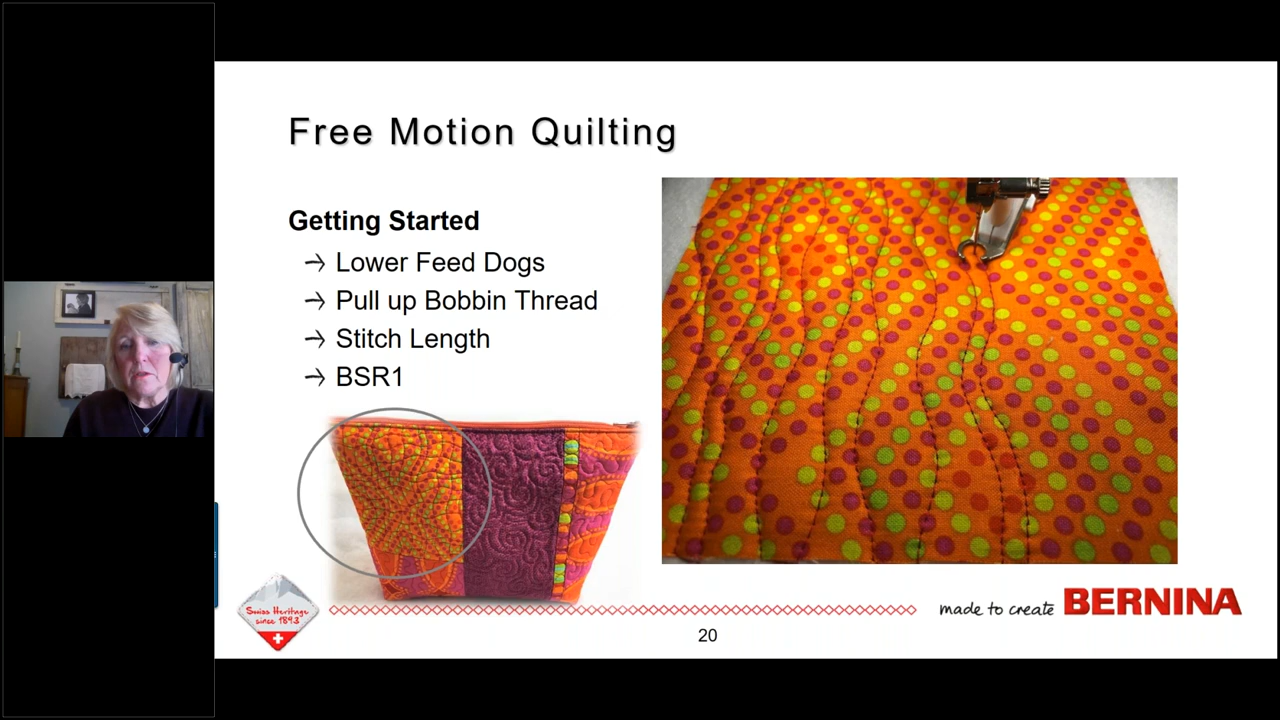 Free Motion Quilting
Getting Started
→ Lower Feed Dogs
→ Pull up Bobbin Thread
→ Stitch Length
→ BSR1
Swiss Heritage
since 1893
made to create BERNINA
20